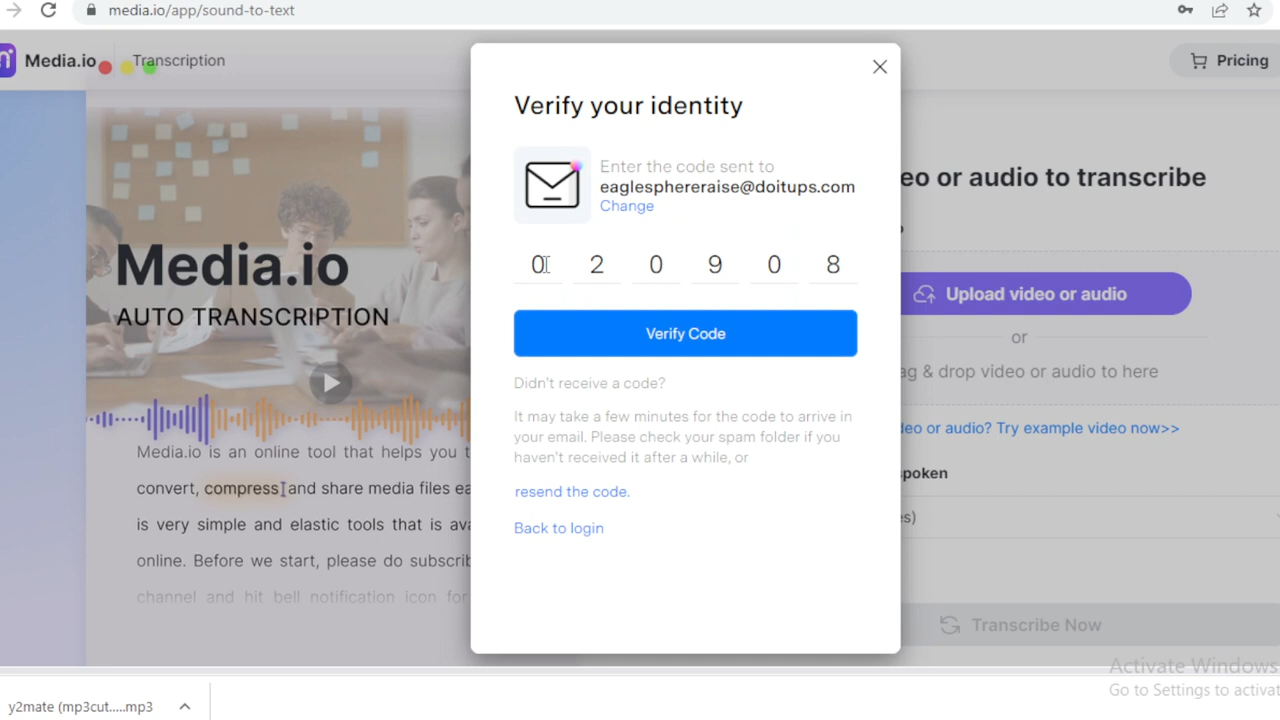 media.io/app/sound-to-text
Media.io
Transcription
Pricing
Verify your identity
Enter the code sent to
eaglesphereraise@doitups.com
Change
0 2 0 9 0 8
Verify Code
Didn't receive a code?
It may take a few minutes for the code to arrive in
your email. Please check your spam folder if you
haven't received it after a while, or
resend the code.
Back to login
Media.io
AUTO TRANSCRIPTION
Media.io is an online tool that helps you
convert, compress and share media files
is very simple and elastic tools that is
online. Before we start, please do
channel and hit bell notification icon for
eo or audio to transcribe
Upload video or audio
or
drop video or audio to here
or audio? Try example video now>>
spoken
es)
Transcribe Now
Activate Windows
Go to Settings to activat
y2mate (mp3cut.....mp3